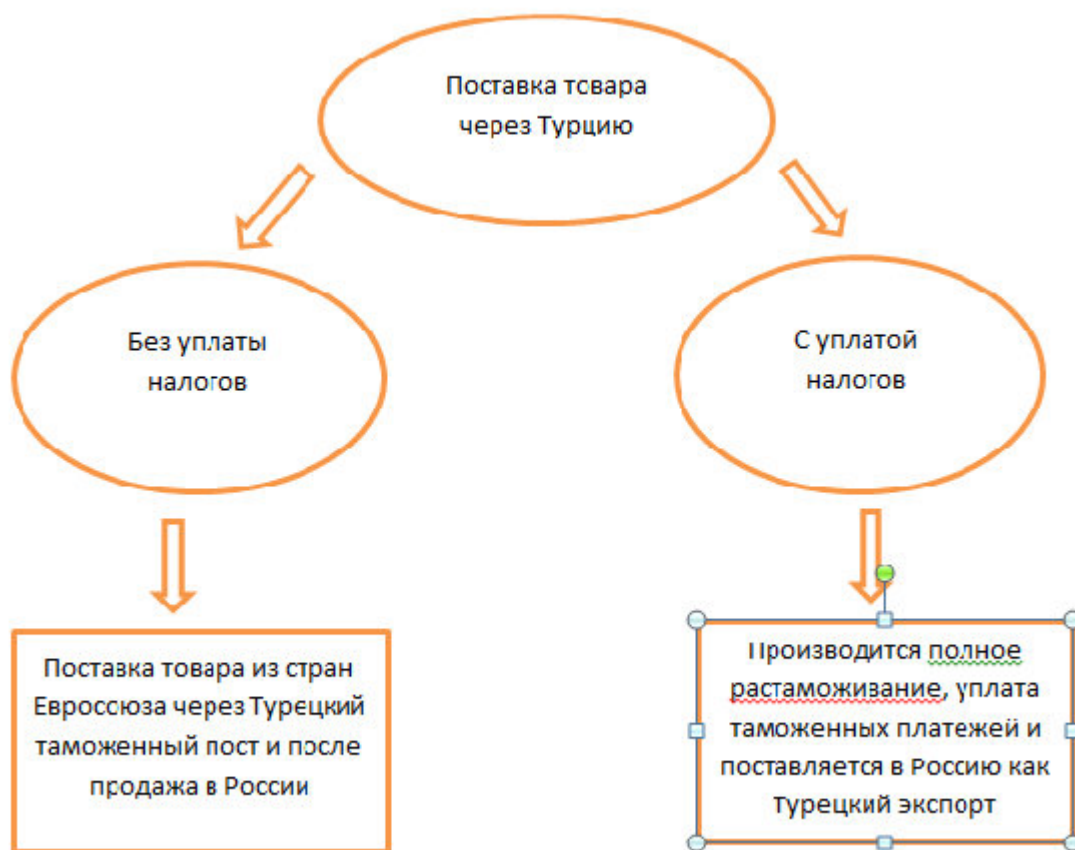 Поставка товара
через Турцию
Без уплаты
налогов
С уплатой
налогов
Поставка товара из стран
Евроссюза через Турецкий
таможенный пост и после
продажа в России
Производится полное
растаможивание, уплата
таможенных платежей и
поставляется в Россию как
Турецкий экспорт